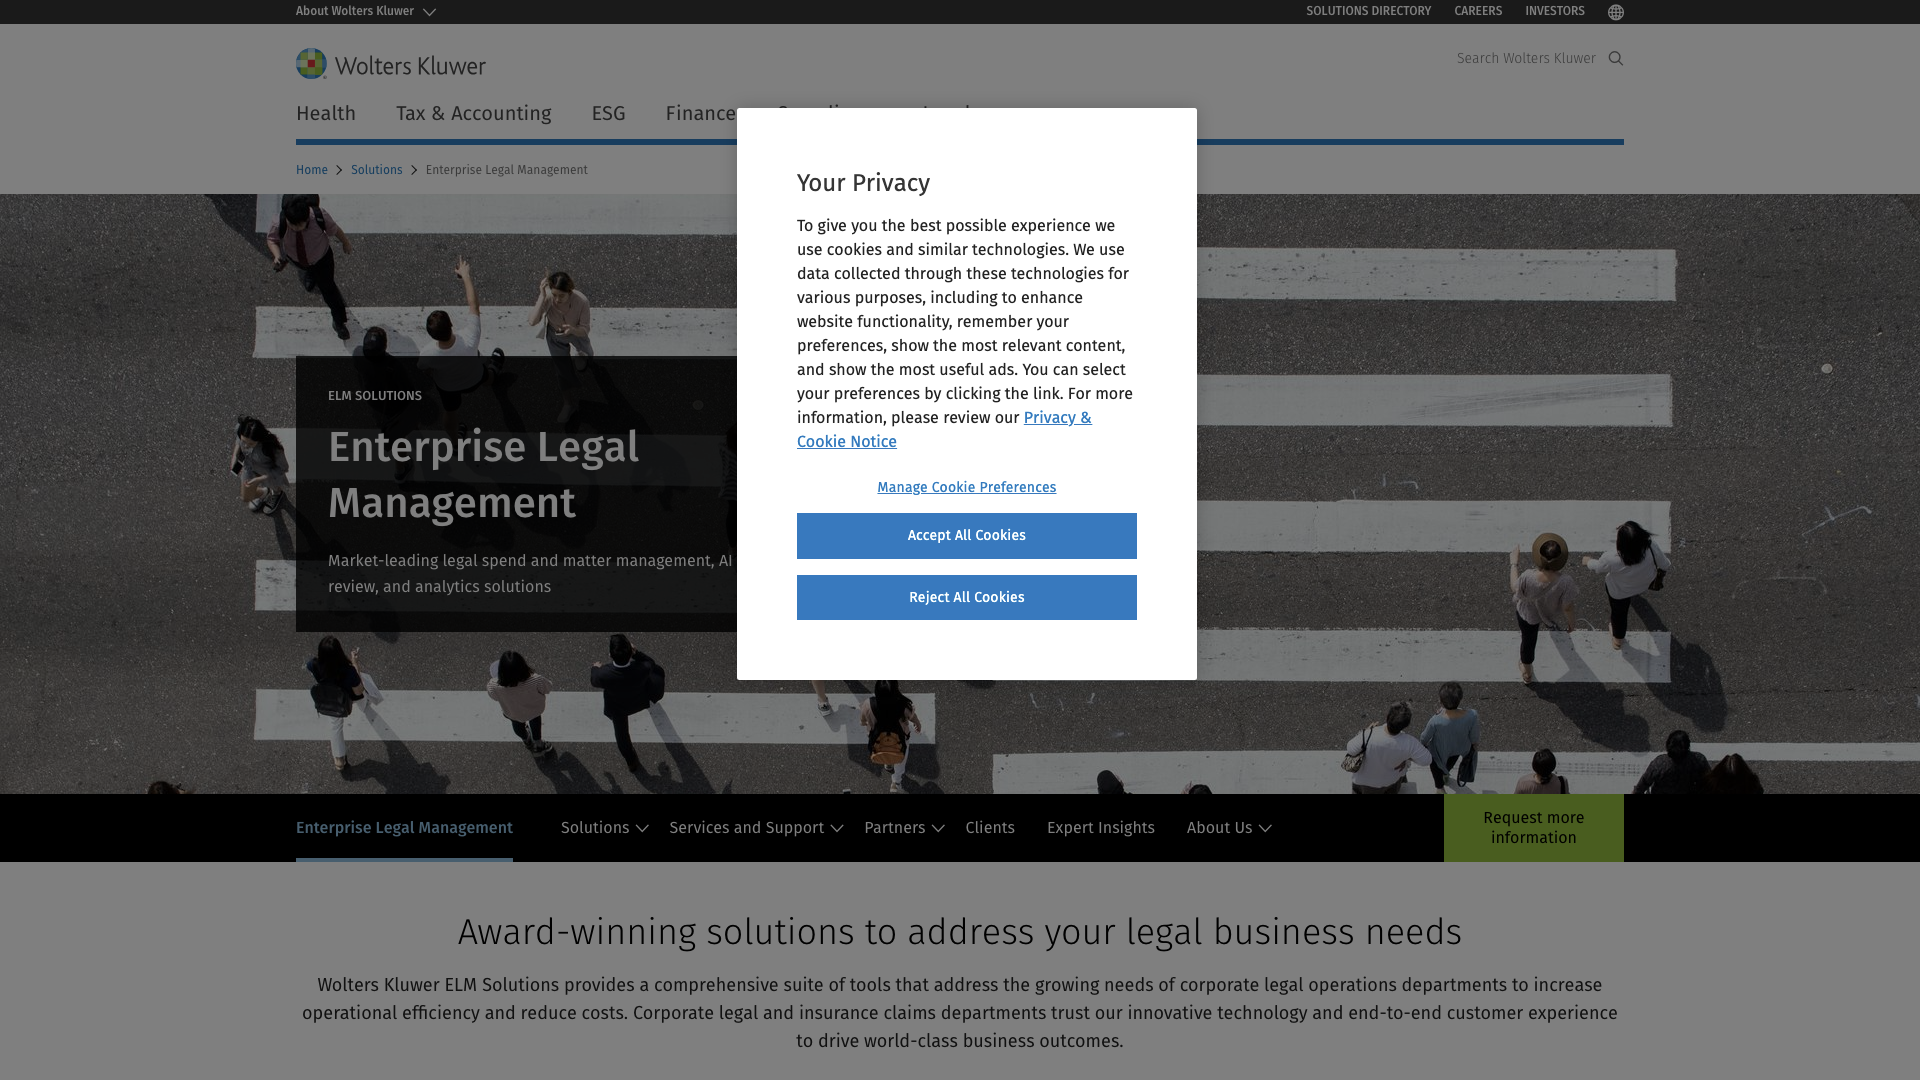 About Wolters Kluwer
SOLUTIONS DIRECTORY
CAREERS
INVESTORS
Wolters Kluwer
Search Wolters Kluwer
Health
Tax & Accounting
ESG
Finance
Home
Solutions
Enterprise Legal Management
Your Privacy
To give you the best possible experience we
use cookies and similar technologies. We use
data collected through these technologies for
various purposes, including to enhance
website functionality, remember your
preferences, show the most relevant content,
and show the most useful ads. You can select
your preferences by clicking the link. For more
information, please review our Privacy &
Cookie Notice
Manage Cookie Preferences
Accept All Cookies
Reject All Cookies
ELM SOLUTIONS
Enterprise Legal
Management
Market-leading legal spend and matter management, AI
review, and analytics solutions
Enterprise Legal Management
Solutions
Services and Support
Partners
Clients
Expert Insights
About Us
Request more
information
Award-winning solutions to address your legal business needs
Wolters Kluwer ELM Solutions provides a comprehensive suite of tools that address the growing needs of corporate legal operations departments to increase
operational efficiency and reduce costs. Corporate legal and insurance claims departments trust our innovative technology and end-to-end customer experience
to drive world-class business outcomes.